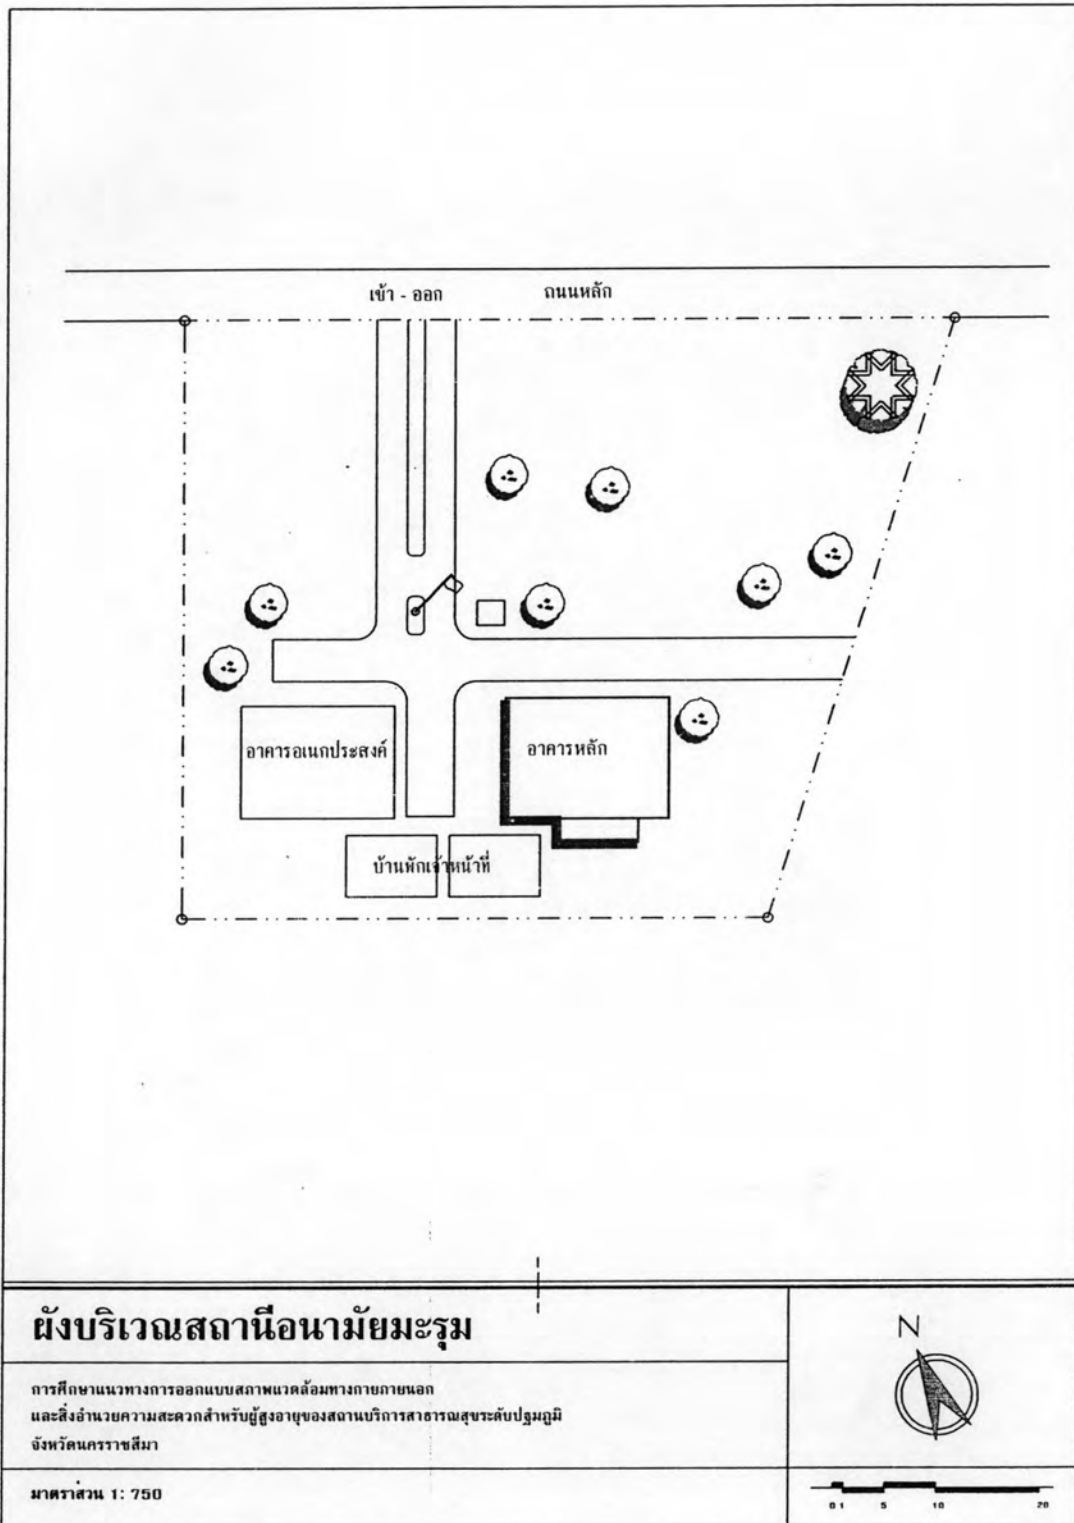 เข้า - ออก ถนนหลัก
อาคารอเนกประสงค์ อาคารหลัก
บ้านพักเจ้าหน้าที่
ผังบริเวณสถานีอนามัยมะรุม
N
การศึกษาแนวทางการออกแบบสภาพแวดล้อมทางกายภายนอก
และสิ่งอำนวยความสะดวกสำหรับผู้สูงอายุของสถานบริการสาธารณสุขระดับปฐมภูมิ
จังหวัดนครราชสีมา
มาตราส่วน 1: 750
0 1 5 10 20